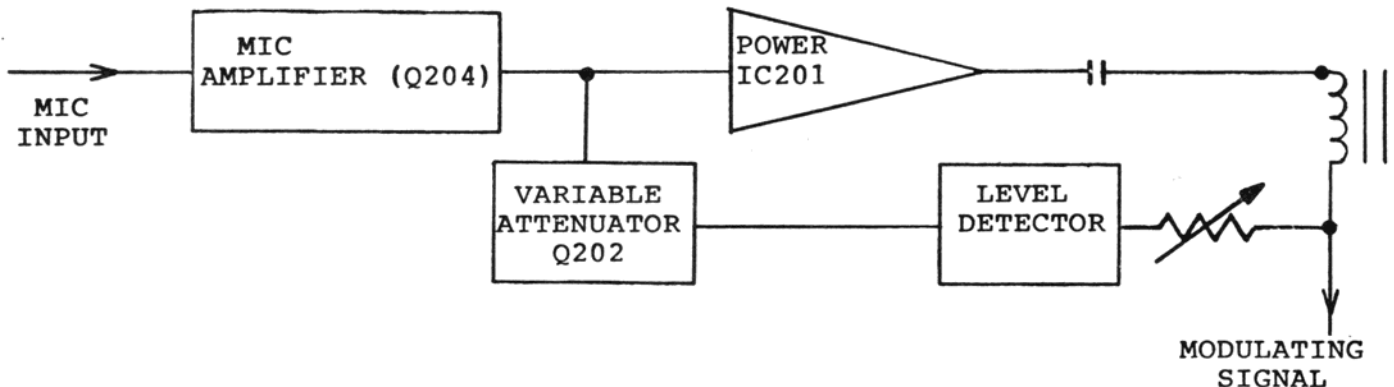 MIC
AMPLIFIER (Q204)
POWER
IC201
MIC
INPUT
VARIABLE
ATTENUATOR
Q202
LEVEL
DETECTOR
MODULATING
SIGNAL